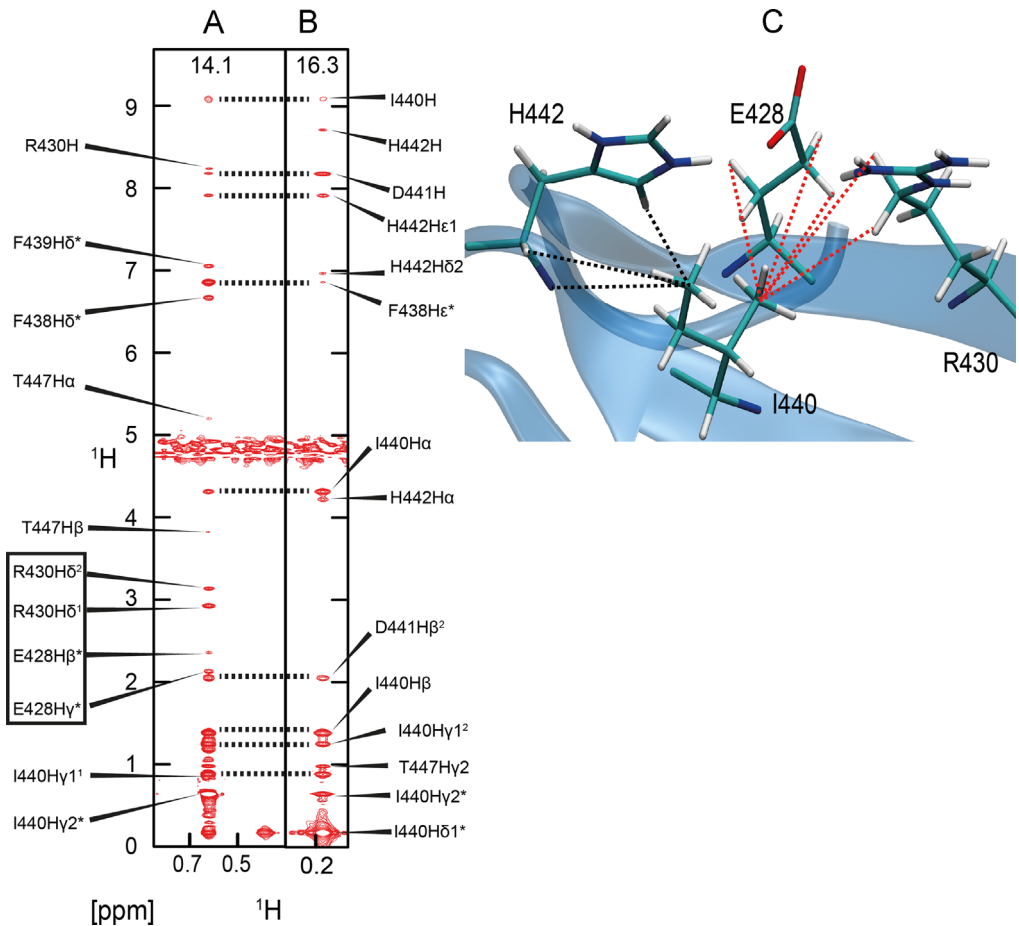 A
B
C
14.1
16.3
9
8
7
6
5
4
3
2
1
0
¹H
R430H
F439Hδ*
F438Hδ*
T447Hα
T447Hβ
R430Hδ²
R430Hδ¹
E428Hβ*
E428Hγ*
I440Hγ1¹
I440Hγ2*
I440H
H442H
D441H
H442Hε1
H442Hδ2
F438Hε*
I440Hα
H442Hα
D441Hβ²
I440Hβ
I440Hγ1²
T447Hγ2
I440Hγ2*
I440Hδ1*
0.7
0.5
0.2
[ppm]
¹H
H442
E428
R430
I440